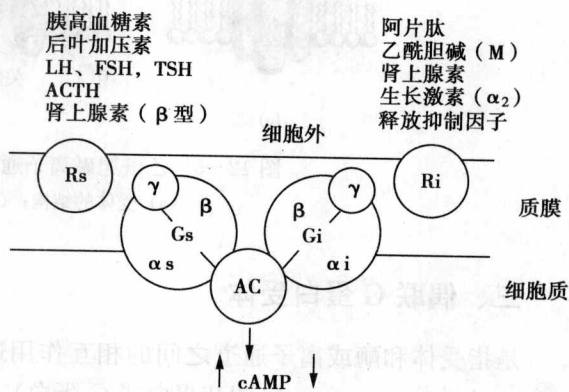 胰高血糖素
后叶加压素
LH、FSH，TSH
ACTH
肾上腺素（β型）
阿片肽
乙酰胆碱（M）
肾上腺素
生长激素（α₂）
释放抑制因子
细胞外
Rs
γ
β
Gs
αs
AC
γ
β
Gi
αi
Ri
质膜
细胞质
cAMP